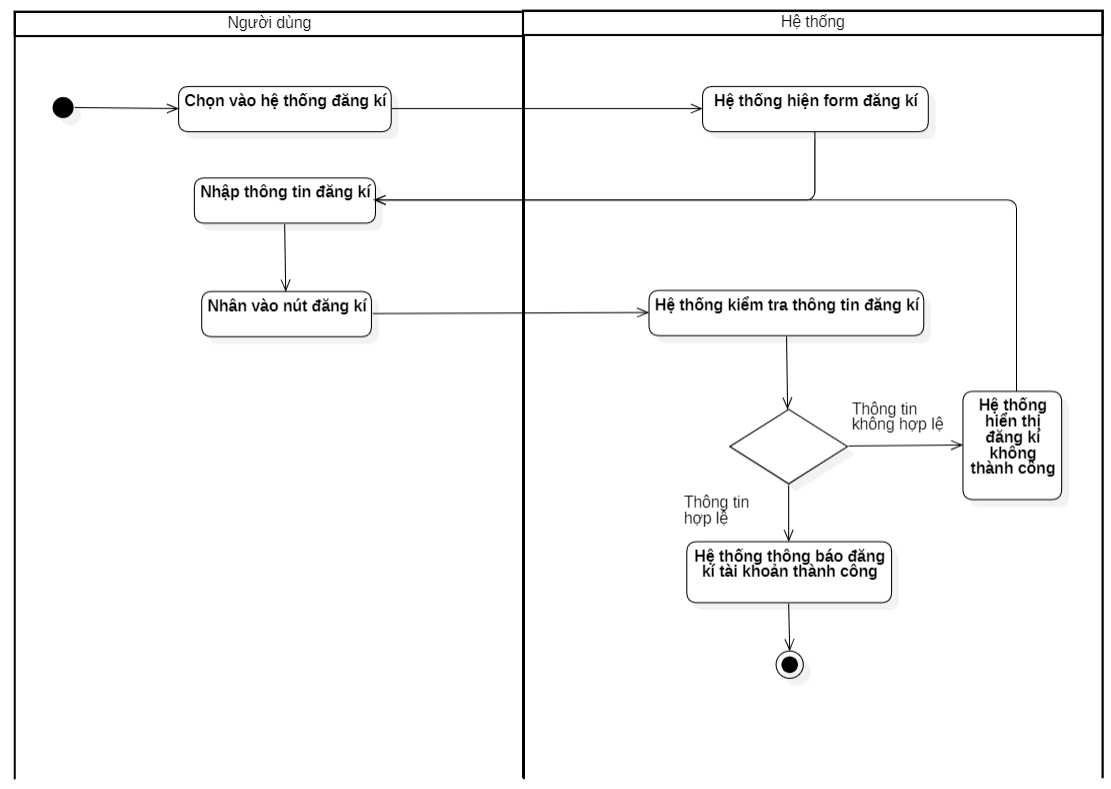 Người dùng
Hệ thống
Chọn vào hệ thống đăng kí
Hệ thống hiện form đăng kí
Nhập thông tin đăng kí
Nhân vào nút đăng kí
Hệ thống kiểm tra thông tin đăng kí
Thông tin
không hợp lệ
Hệ thống
hiển thị
đăng kí
không
thành công
Thông tin
hợp lệ
Hệ thống thông báo đăng
kí tài khoản thành công